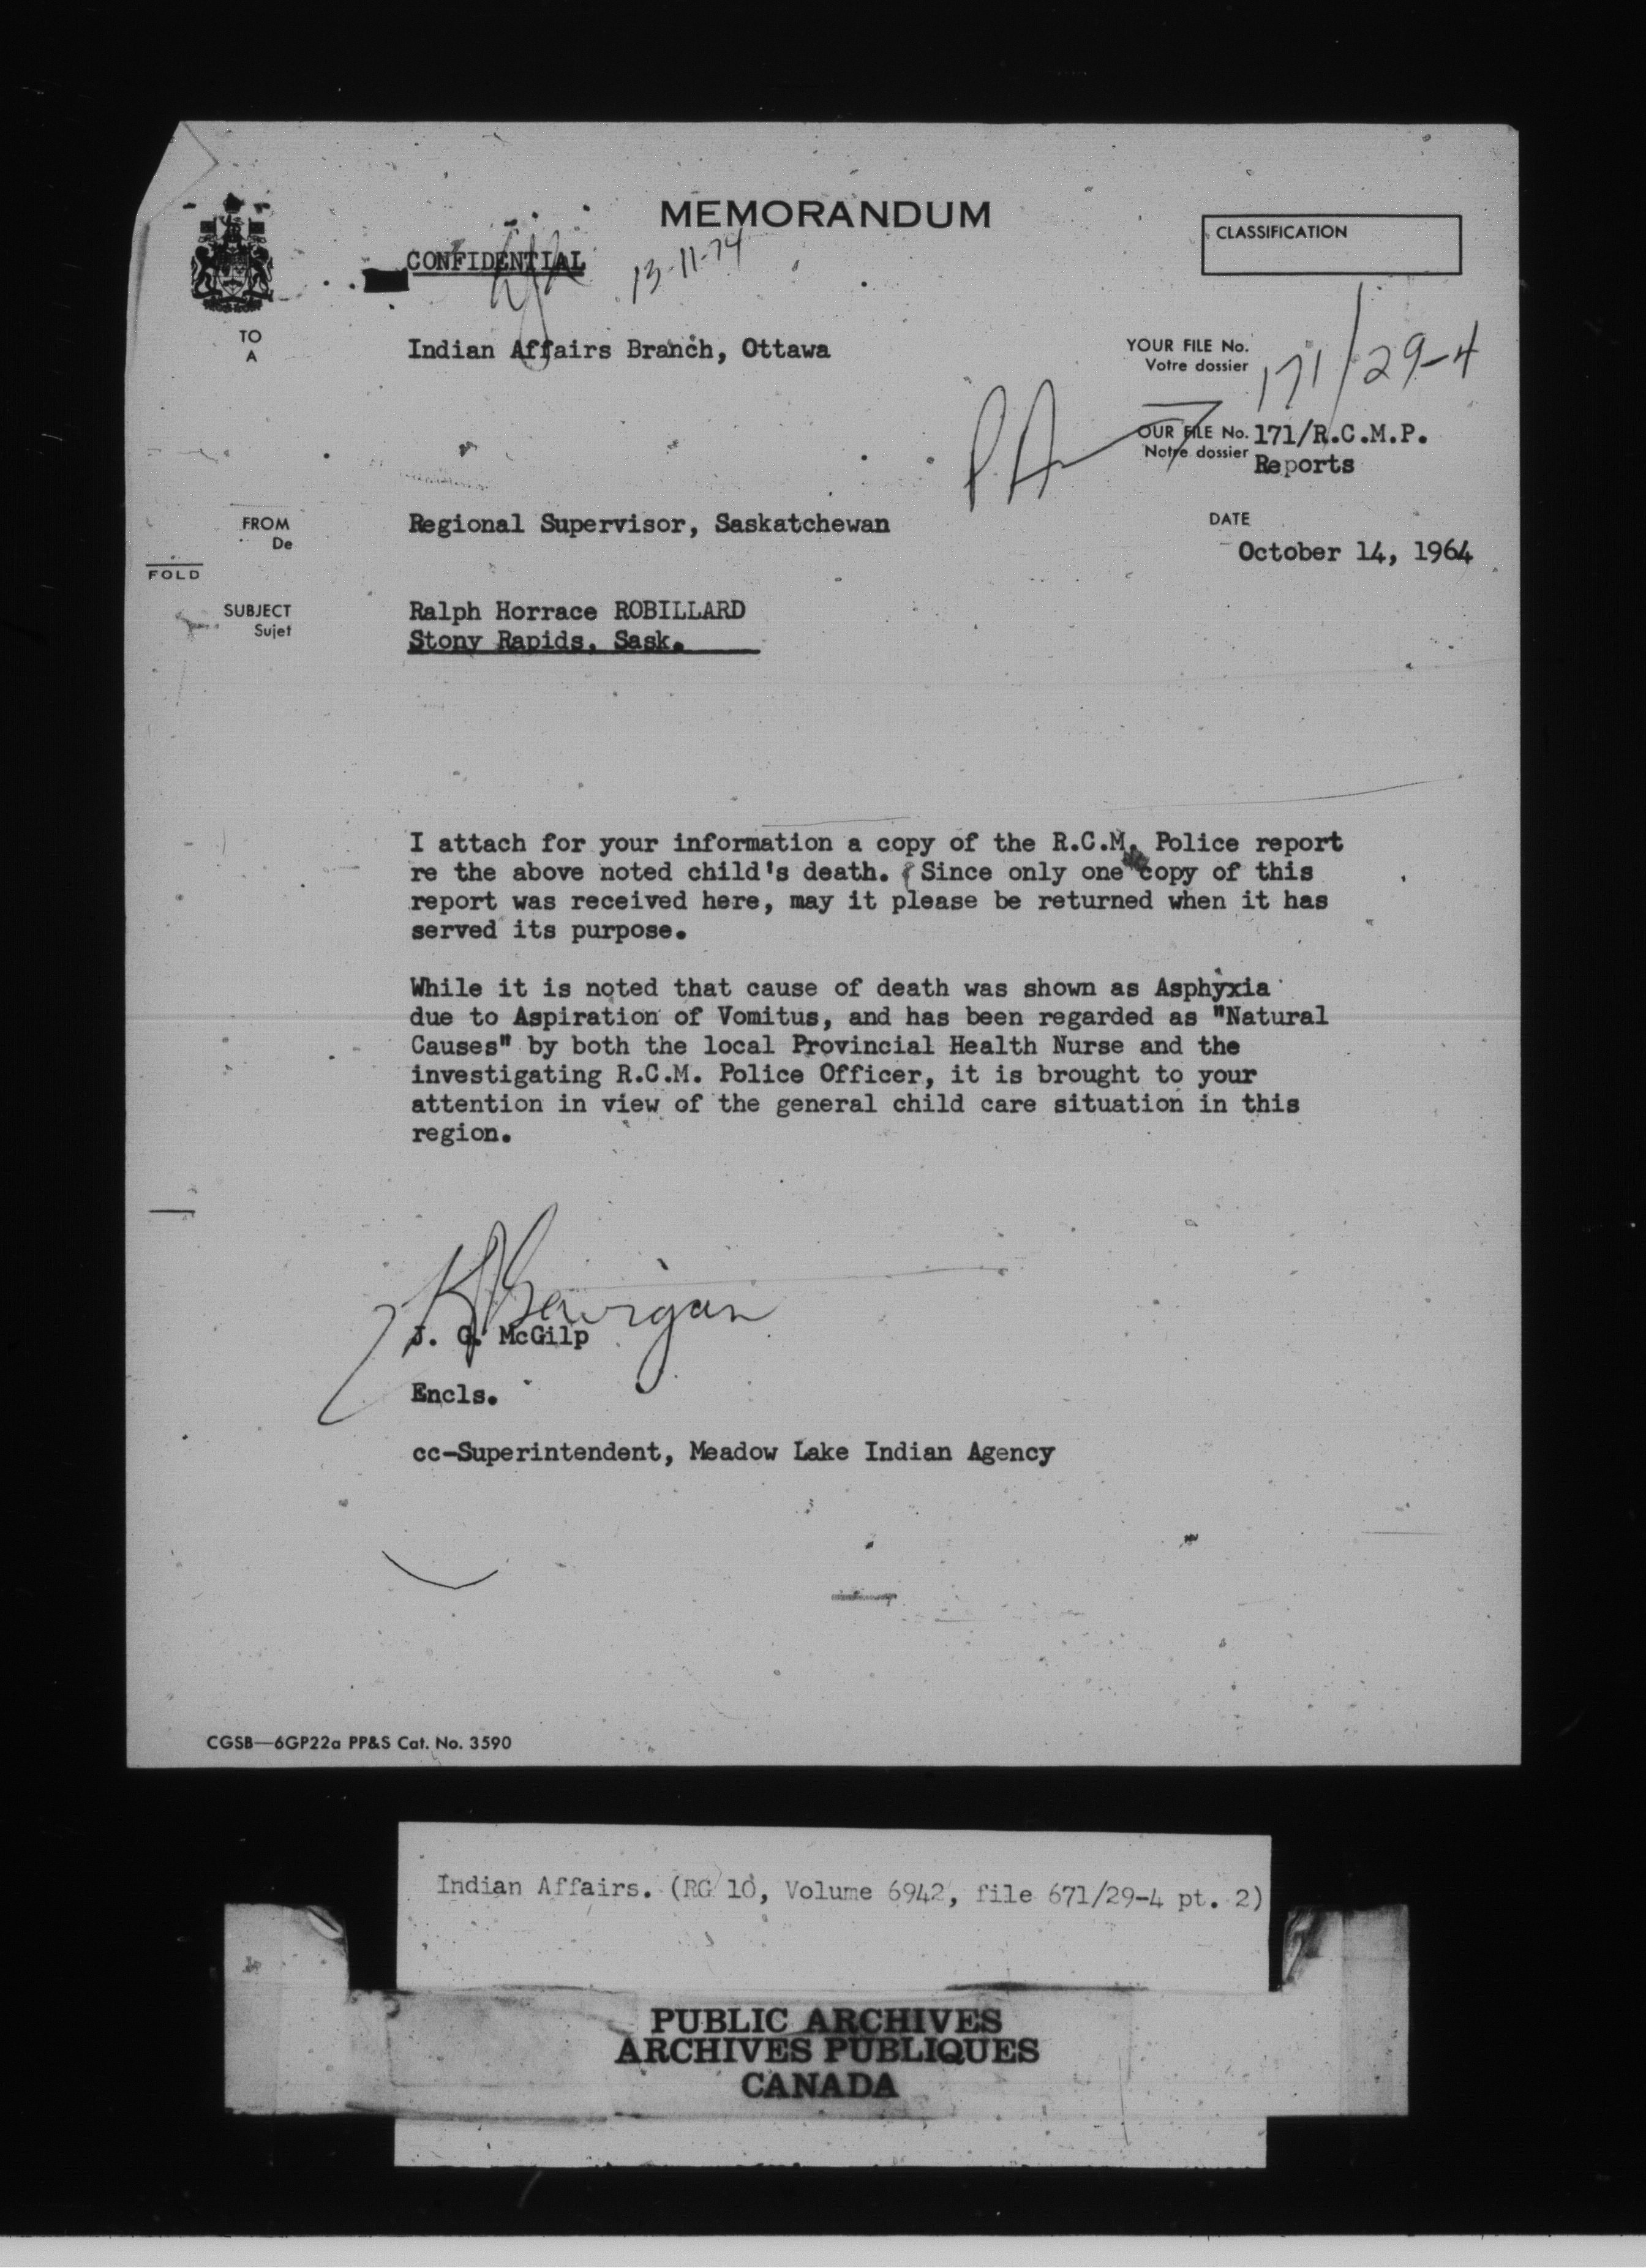 MEMORANDUM
CLASSIFICATION
CONFIDENTIAL
13-11-74
TO
A
Indian Affairs Branch, Ottawa
YOUR FILE No.
Votre dossier
171/29-4
P.A.
OUR FILE No. 171/R.C.M.P.
Notre dossier Reports
FROM
De
Regional Supervisor, Saskatchewan
DATE
October 14, 1964
FOLD
SUBJECT
Sujet
Ralph Horrace ROBILLARD
Stony Rapids, Sask.
I attach for your information a copy of the R.C.M. Police report
re the above noted child's death. Since only one copy of this
report was received here, may it please be returned when it has
served its purpose.
While it is noted that cause of death was shown as Asphyxia
due to Aspiration of Vomitus, and has been regarded as "Natural
Causes" by both the local Provincial Health Nurse and the
investigating R.C.M. Police Officer, it is brought to your
attention in view of the general child care situation in this
region.
J. G. McGilp
Encls.
cc-Superintendent, Meadow Lake Indian Agency
CGSB—6GP22a PP&S Cat. No. 3590
Indian Affairs. (RG 10, Volume 6942, file 671/29-4 pt. 2)
PUBLIC ARCHIVES
ARCHIVES PUBLIQUES
CANADA